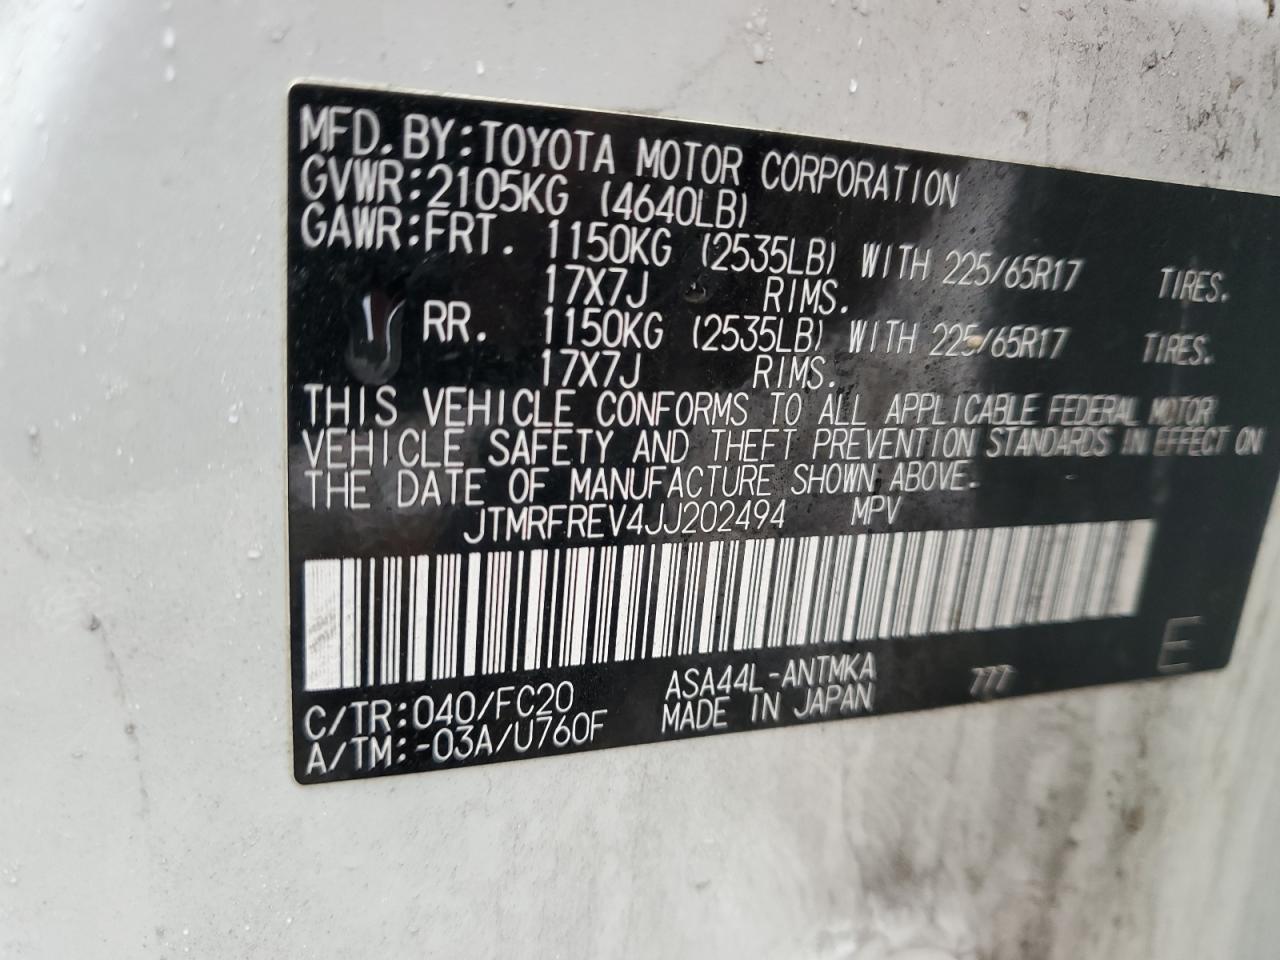 MFD. BY:TOYOTA MOTOR CORPORATION
GVWR:2105KG (4640LB)
GAWR:FRT. 1150KG (2535LB) WITH 225/65R17 TIRES.
17X7J RIMS.
RR. 1150KG (2535LB) WITH 225/65R17 TIRES.
17X7J RIMS.
THIS VEHICLE CONFORMS TO ALL APPLICABLE FEDERAL MOTOR
VEHICLE SAFETY AND THEFT PREVENTION STANDARDS IN EFFECT ON
THE DATE OF MANUFACTURE SHOWN ABOVE.
JTMRFREV4JJ202494 MPV
C/TR:040/FC20 ASA44L-ANTMKA 777
A/TM:-03A/U760F MADE IN JAPAN
E